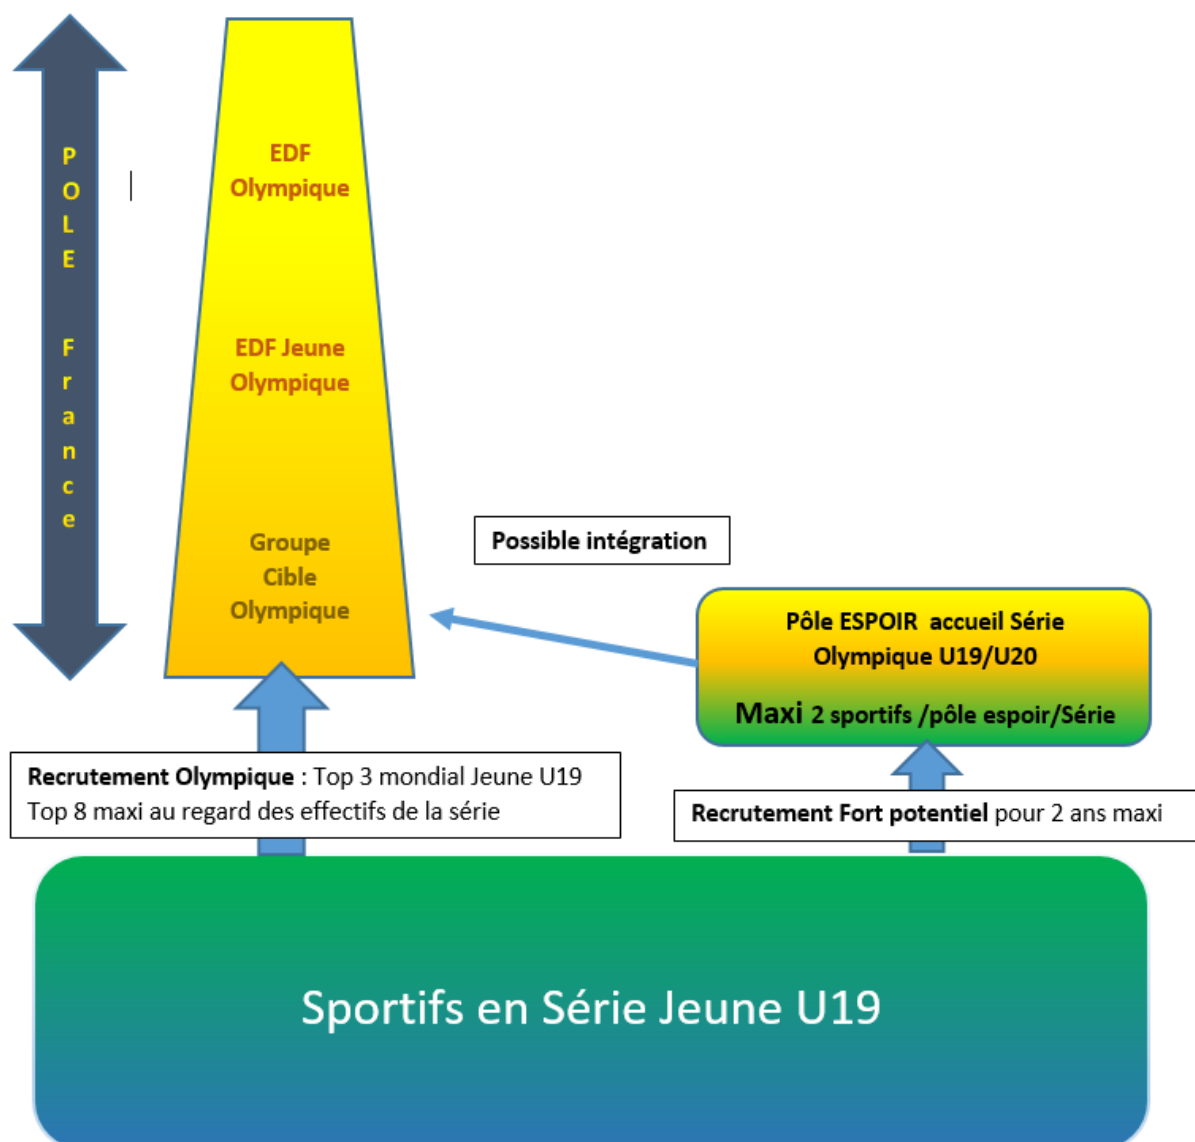 POLE France
EDF
Olympique
EDF Jeune
Olympique
Groupe
Cible
Olympique
Possible intégration
Pôle ESPOIR accueil Série
Olympique U19/U20
Maxi 2 sportifs /pôle espoir/Série
Recrutement Olympique : Top 3 mondial Jeune U19
Top 8 maxi au regard des effectifs de la série
Recrutement Fort potentiel pour 2 ans maxi
Sportifs en Série Jeune U19